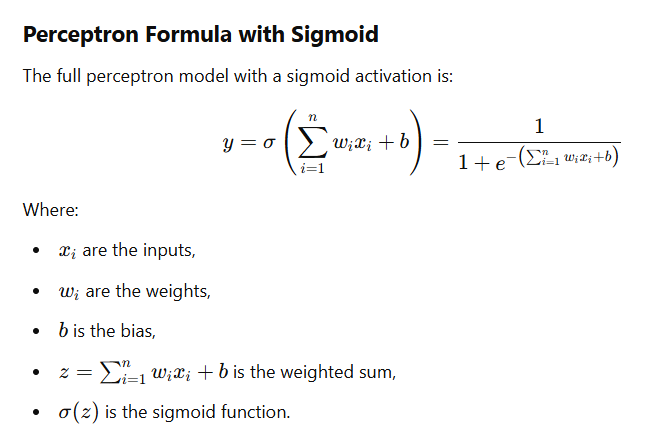 Perceptron Formula with Sigmoid
The full perceptron model with a sigmoid activation is:
$$y = \sigma\left(\sum_{i=1}^{n} w_i x_i + b\right) = \frac{1}{1 + e^{-\left(\sum_{i=1}^{n} w_i x_i + b\right)}}$$
Where:
• $x_i$ are the inputs,
• $w_i$ are the weights,
• $b$ is the bias,
• $z = \sum_{i=1}^{n} w_i x_i + b$ is the weighted sum,
• $\sigma(z)$ is the sigmoid function.